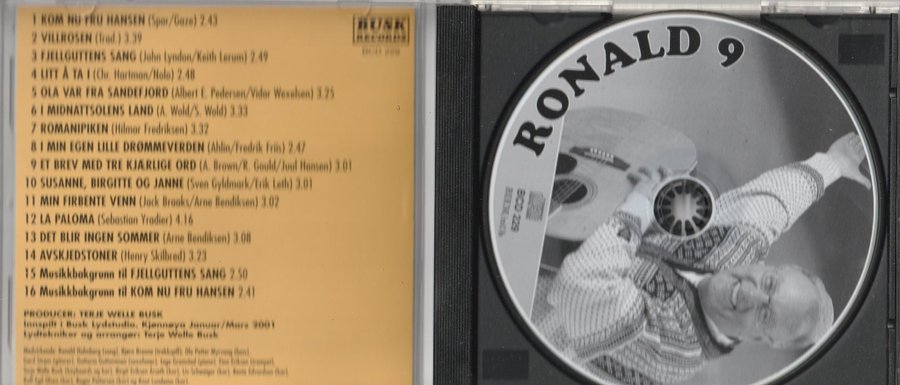 BUSK
RECORDS
1 KOM NU FRU HANSEN (Spar/Gaze) 2.43
2 VILLROSEN (Trad.) 3.39
3 FJELLGUTTENS SANG (John Lyndon/Keith Lerum) 2.49
4 LITT Å TA I (Chr. Hartman/Nola) 2.48
5 OLA VAR FRA SANDEFJORD (Albert E. Pedersen/Vidar Wexelsen) 3.25
6 I MIDNATTSOLENS LAND (A. Wold/S. Wold) 3.33
7 ROMANIPIKEN (Hilmar Fredriksen) 3.32
8 I MIN EGEN LILLE DRØMMEVERDEN (Ahlin/Fredrik Friis) 2.47
9 ET BREV MED TRE KJÆRLIGE ORD (A. Brown/R. Gould/Juul Hansen) 3.01
10 SUSANNE, BIRGITTE OG JANNE (Sven Gyldmark/Erik Leth) 3.01
11 MIN FIRBENTE VENN (Jack Brooks/Arne Bendiksen) 3.02
12 LA PALOMA (Sebastian Yradier) 4.16
13 DET BLIR INGEN SOMMER (Arne Bendiksen) 3.08
14 AVSKJEDSTONER (Henry Skilbred) 3.23
15 Musikkbakgrunn til FJELLGUTTENS SANG 2.50
16 Musikkbakgrunn til KOM NU FRU HANSEN 2.41
PRODUCER: TERJE WELLE BUSK
Innspilt i Busk Lydstudio, Kjønnøya Januar/Mars 2001
Lydtekniker og arrangør: Terje Welle Busk
RONALD 9